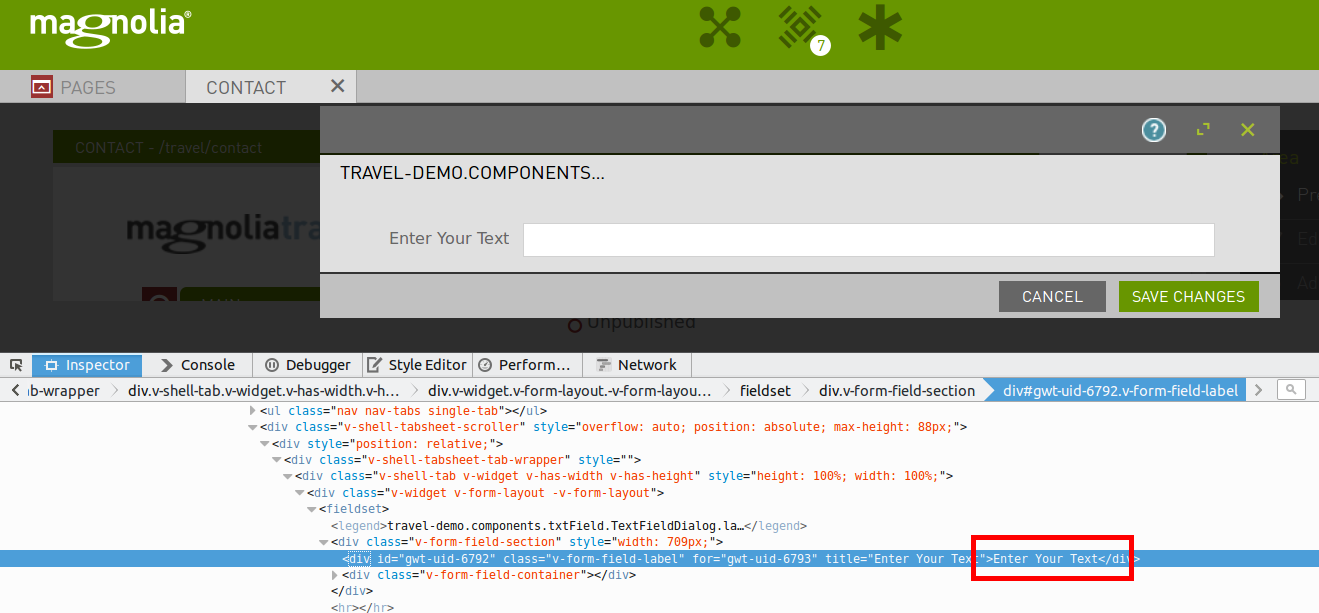 magnolia®
7
PAGES
CONTACT
CONTACT - /travel/contact
TRAVEL-DEMO.COMPONENTS...
magnoliatra
Enter Your Text
MAIN
CANCEL
SAVE CHANGES
Unpublished
Inspector
Console
Debugger
Style Editor
Perform…
Network
ab-wrapper
div.v-shell-tab.v-widget.v-has-width.v-h…
div.v-widget.v-form-layout.-v-form-layou…
fieldset
div.v-form-field-section
div#gwt-uid-6792.v-form-field-label
<ul class="nav nav-tabs single-tab"></ul>
<div class="v-shell-tabsheet-scroller" style="overflow: auto; position: absolute; max-height: 88px;">
<div style="position: relative;">
<div class="v-shell-tabsheet-tab-wrapper" style="">
<div class="v-shell-tab v-widget v-has-width v-has-height" style="height: 100%; width: 100%;">
<div class="v-widget v-form-layout -v-form-layout">
<fieldset>
<legend>travel-demo.components.txtField.TextFieldDialog.la…</legend>
<div class="v-form-field-section" style="width: 709px;">
<div id="gwt-uid-6792" class="v-form-field-label" for="gwt-uid-6793" title="Enter Your Text">Enter Your Text</div>
<div class="v-form-field-container"></div>
</div>
<hr></hr>